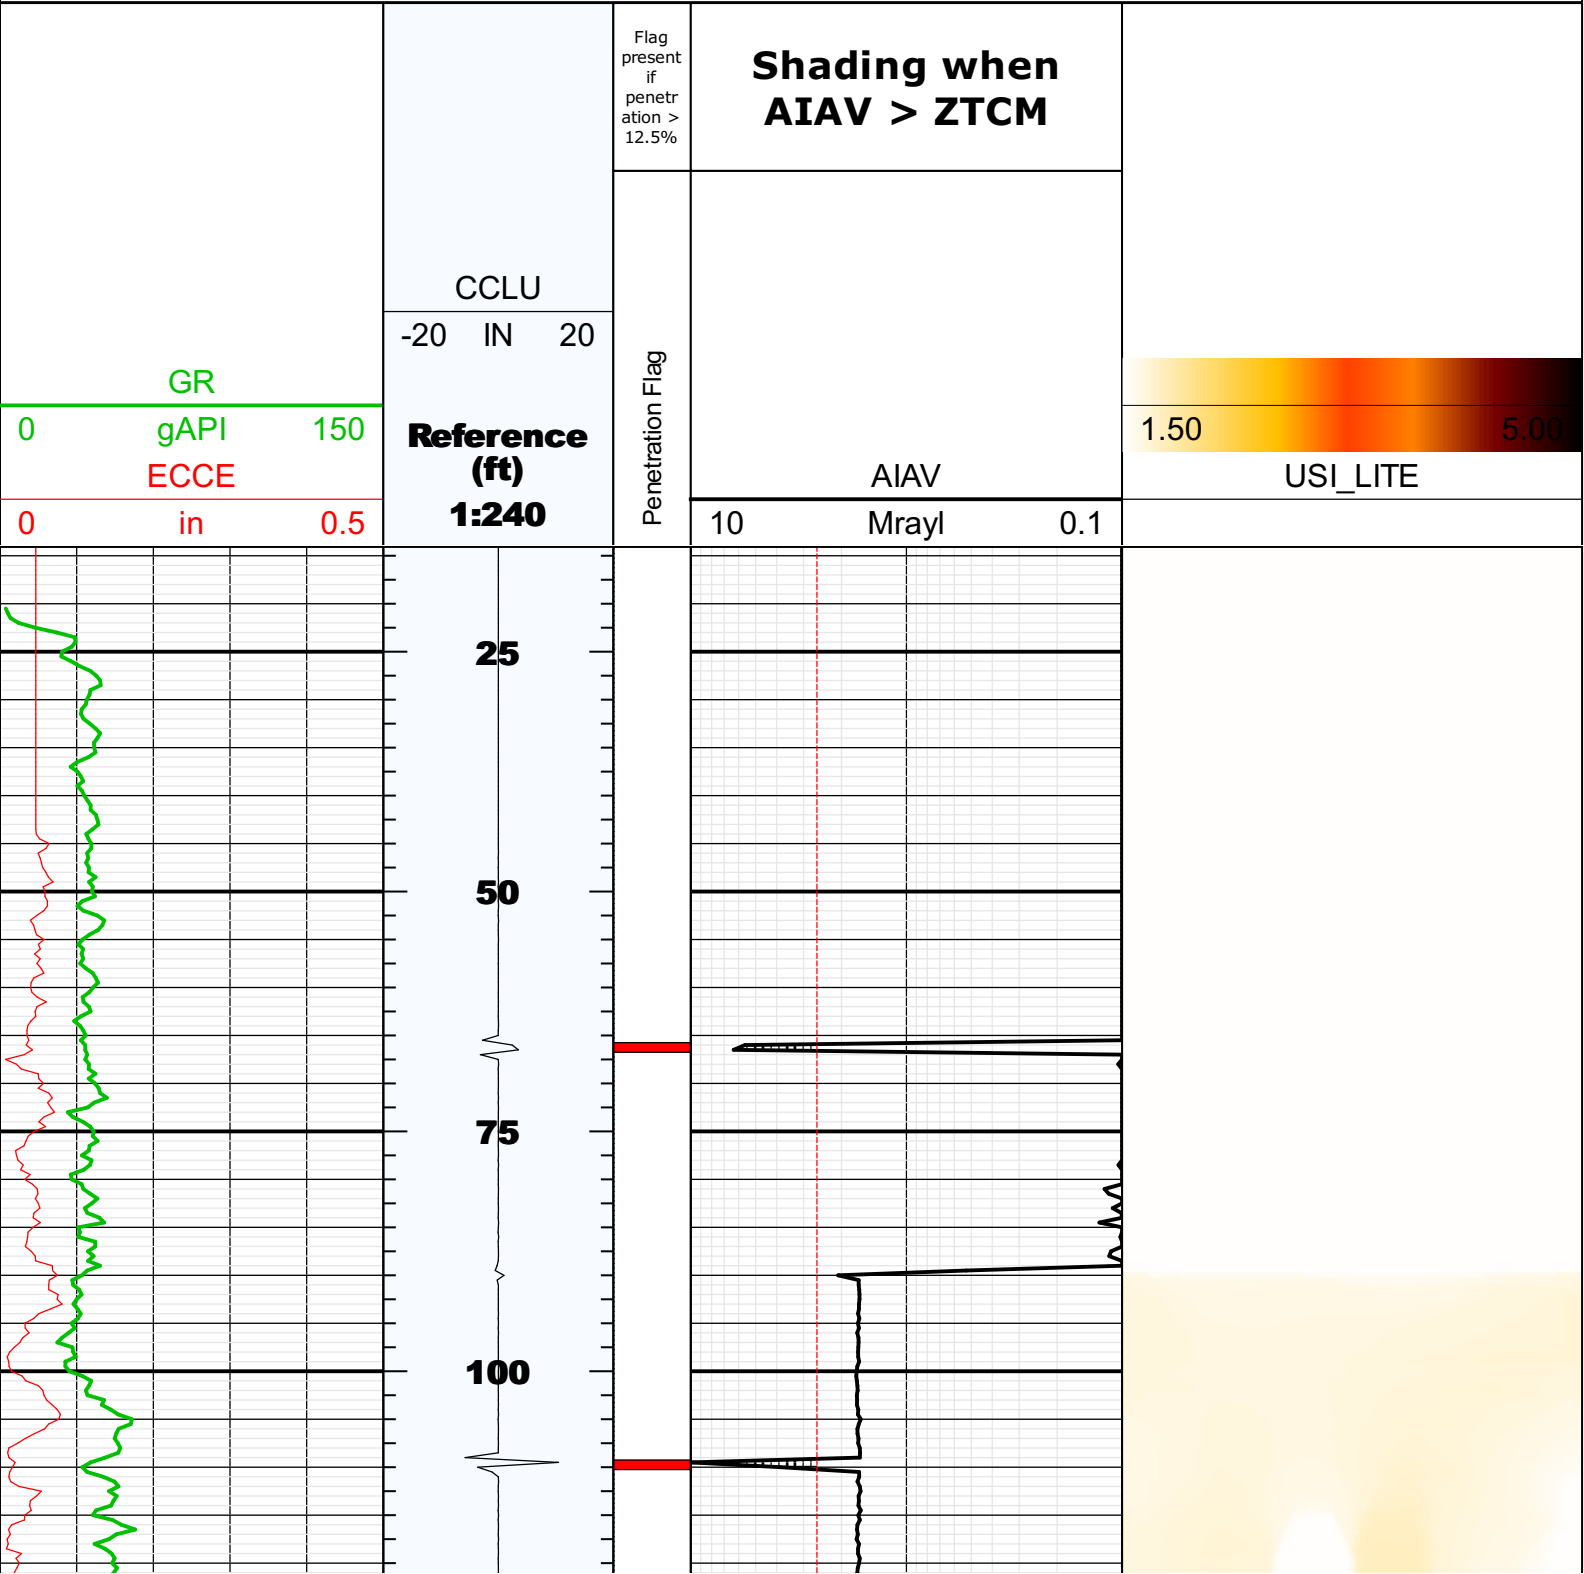 Flag
present
if
penetr
ation >
12.5%
Shading when
AIAV > ZTCM
CCLU
-20 IN 20
GR
0 gAPI 150
ECCE
0 in 0.5
Reference
(ft)
1:240
Penetration Flag
AIAV
10 Mrayl 0.1
1.50 5.00
USI_LITE
25
50
75
100